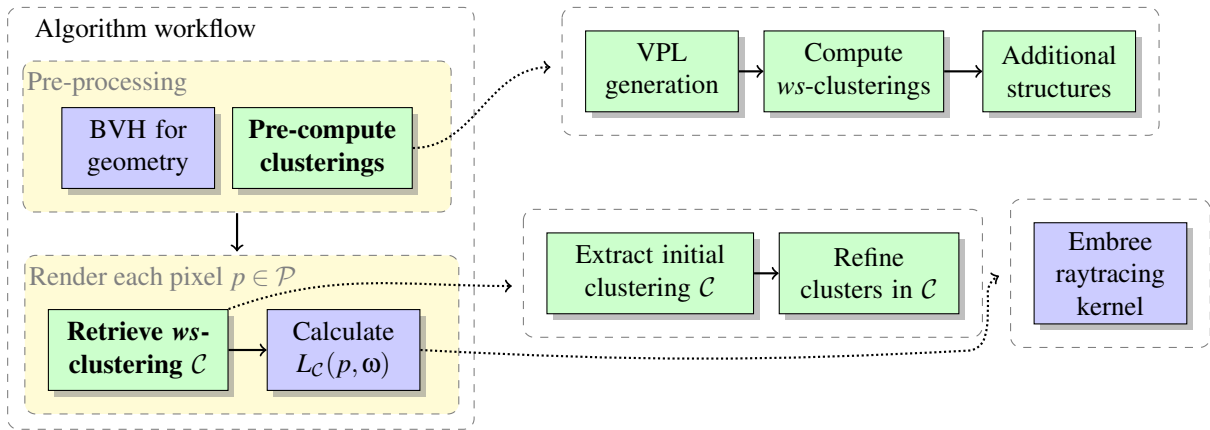 Algorithm workflow
Pre-processing
BVH for
geometry
Pre-compute
clusterings
Render each pixel p ∈ 𝒫
Retrieve ws-
clustering 𝒞
Calculate
L_𝒞(p, ω)
VPL
generation
Compute
ws-clusterings
Additional
structures
Extract initial
clustering 𝒞
Refine
clusters in 𝒞
Embree
raytracing
kernel